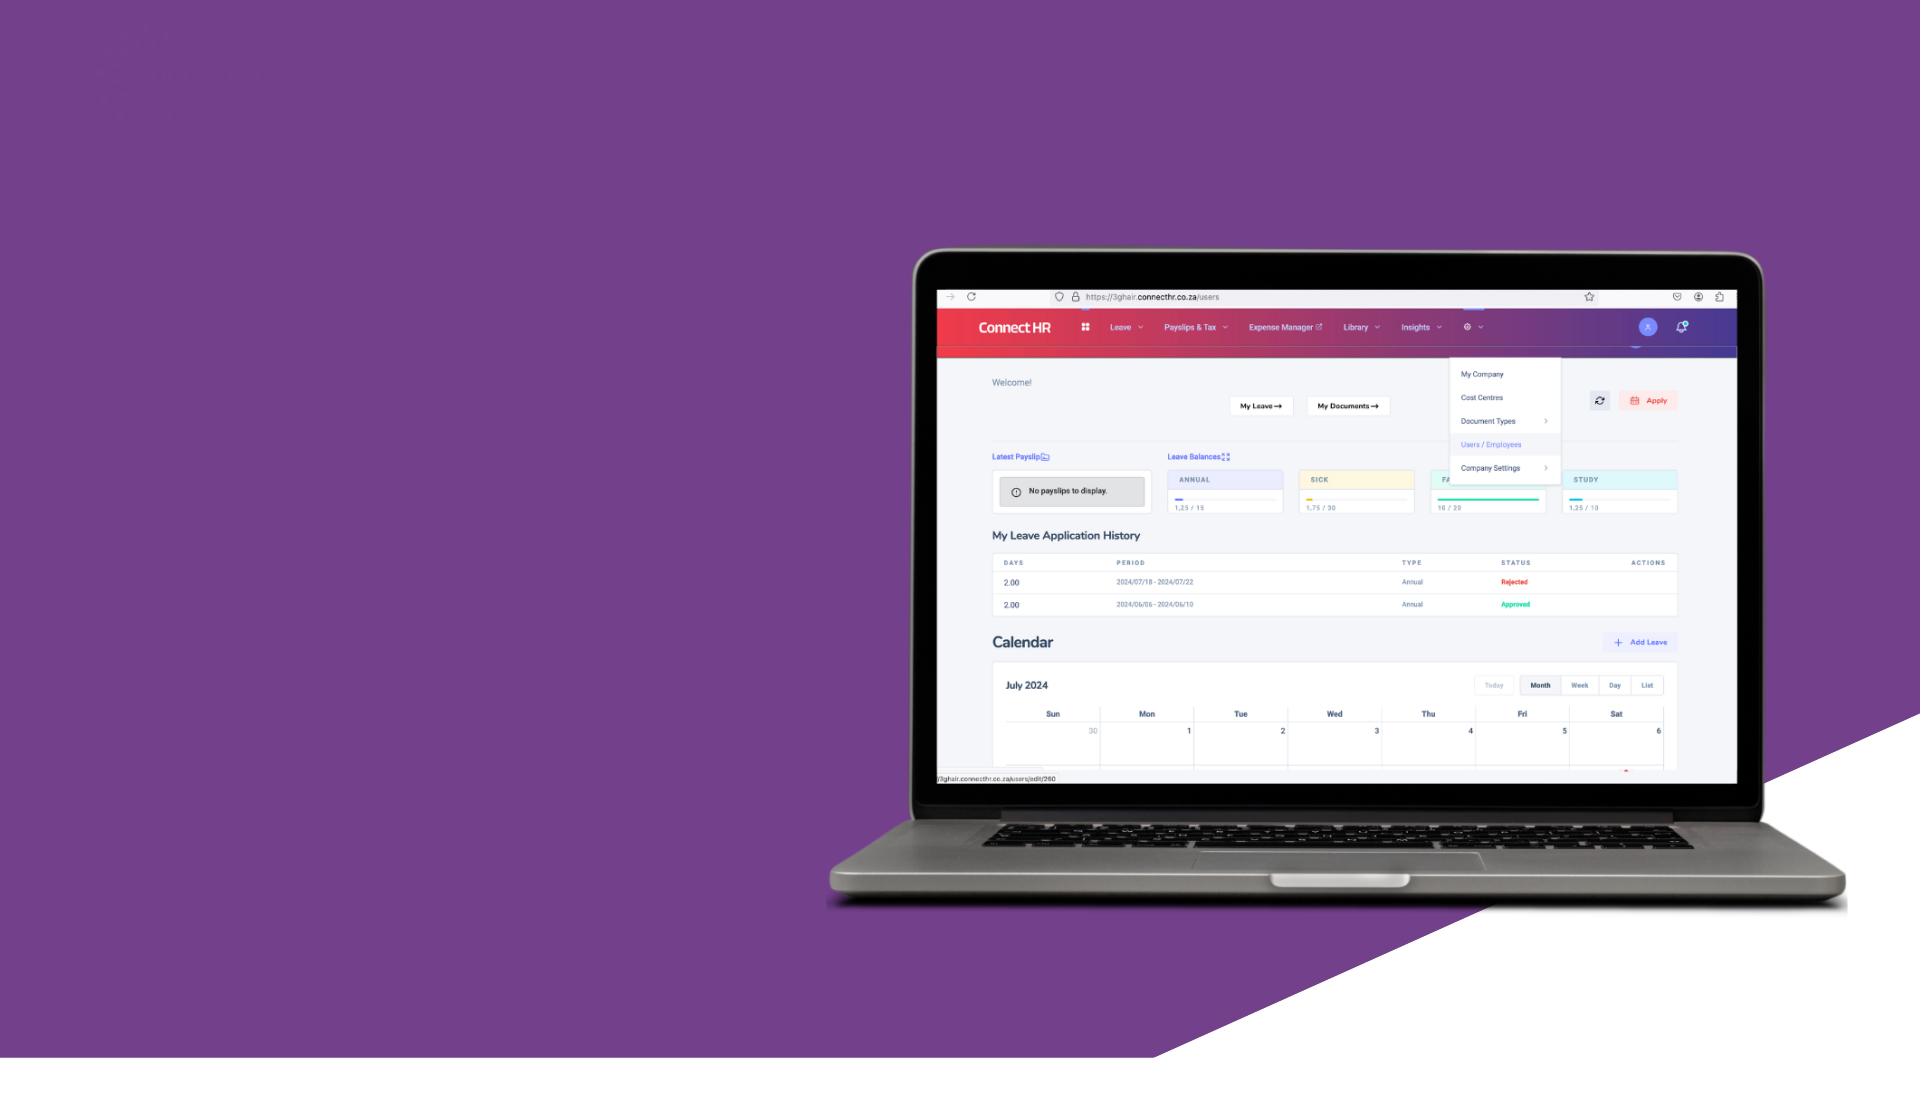 https://3ghair.connecthr.co.za/users
Connect HR Leave Payslips & Tax Expense Manager Library Insights
Welcome!
My Leave→ My Documents→ Apply
My Company
Cost Centres
Document Types
Users / Employees
Company Settings
Latest Payslip Leave Balances
No payslips to display.
ANNUAL SICK FA STUDY
1,25 / 15 1,75 / 30 10 / 20 1,25 / 10
My Leave Application History
DAYS PERIOD TYPE STATUS ACTIONS
2.00 2024/07/18 - 2024/07/22 Annual Rejected
2.00 2024/06/06 - 2024/06/10 Annual Approved
Calendar + Add Leave
July 2024 Today Month Week Day List
Sun Mon Tue Wed Thu Fri Sat
30 1 2 3 4 5 6
/3ghair.connecthr.co.za/users/edit/260